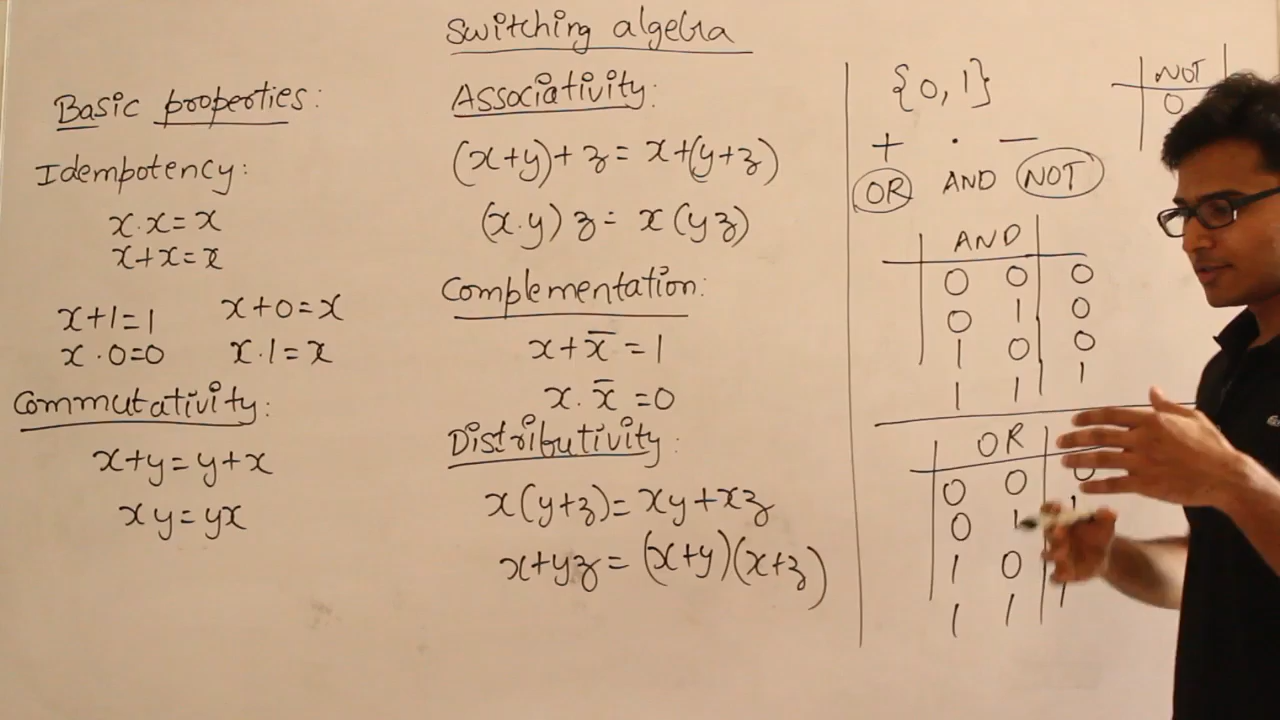 Switching algebra
Basic properties:
Idempotency:
x·x=x
x+x=x
x+1=1 x+0=x
x·0=0 x·1=x
Commutativity:
x+y=y+x
xy=yx
Associativity:
(x+y)+z=x+(y+z)
(x·y)z=x(yz)
Complementation:
x+x̅=1
x·x̅=0
Distributivity:
x(y+z)=xy+xz
x+yz=(x+y)(x+z)
{0,1}
+ · —
OR AND NOT
AND
0 0 0
0 1 0
1 0 0
1 1 1
OR
0 0 0
0 1 1
1 0 1
1 1
NOT
0